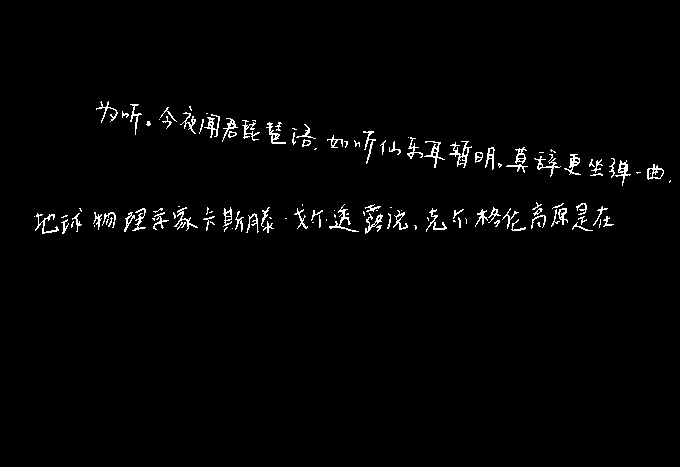 为听。今夜闻君琵琶语,如听仙乐耳暂明。莫辞更坐弹一曲,
地球物理学家卡斯滕·戈尔透露说,克尔格伦高原是在